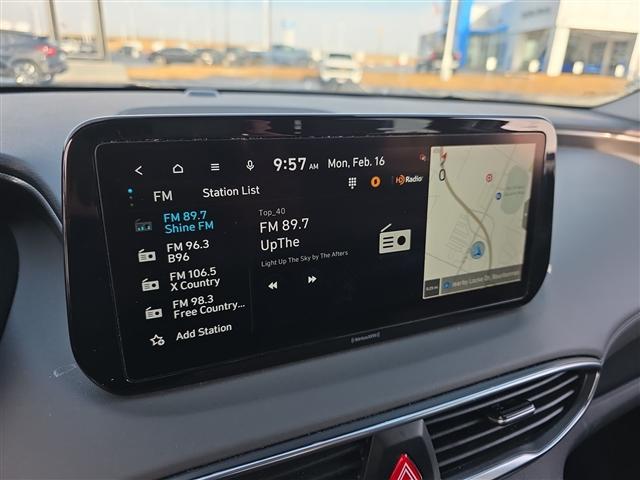 9:57 AM Mon, Feb. 16
FM Station List
HD Radio
FM 89.7
Shine FM
FM 96.3
B96
FM 106.5
X Country
FM 98.3
Free Country...
Add Station
Top_40
FM 89.7
UpThe
Light Up The Sky by The Afters
SiriusXM